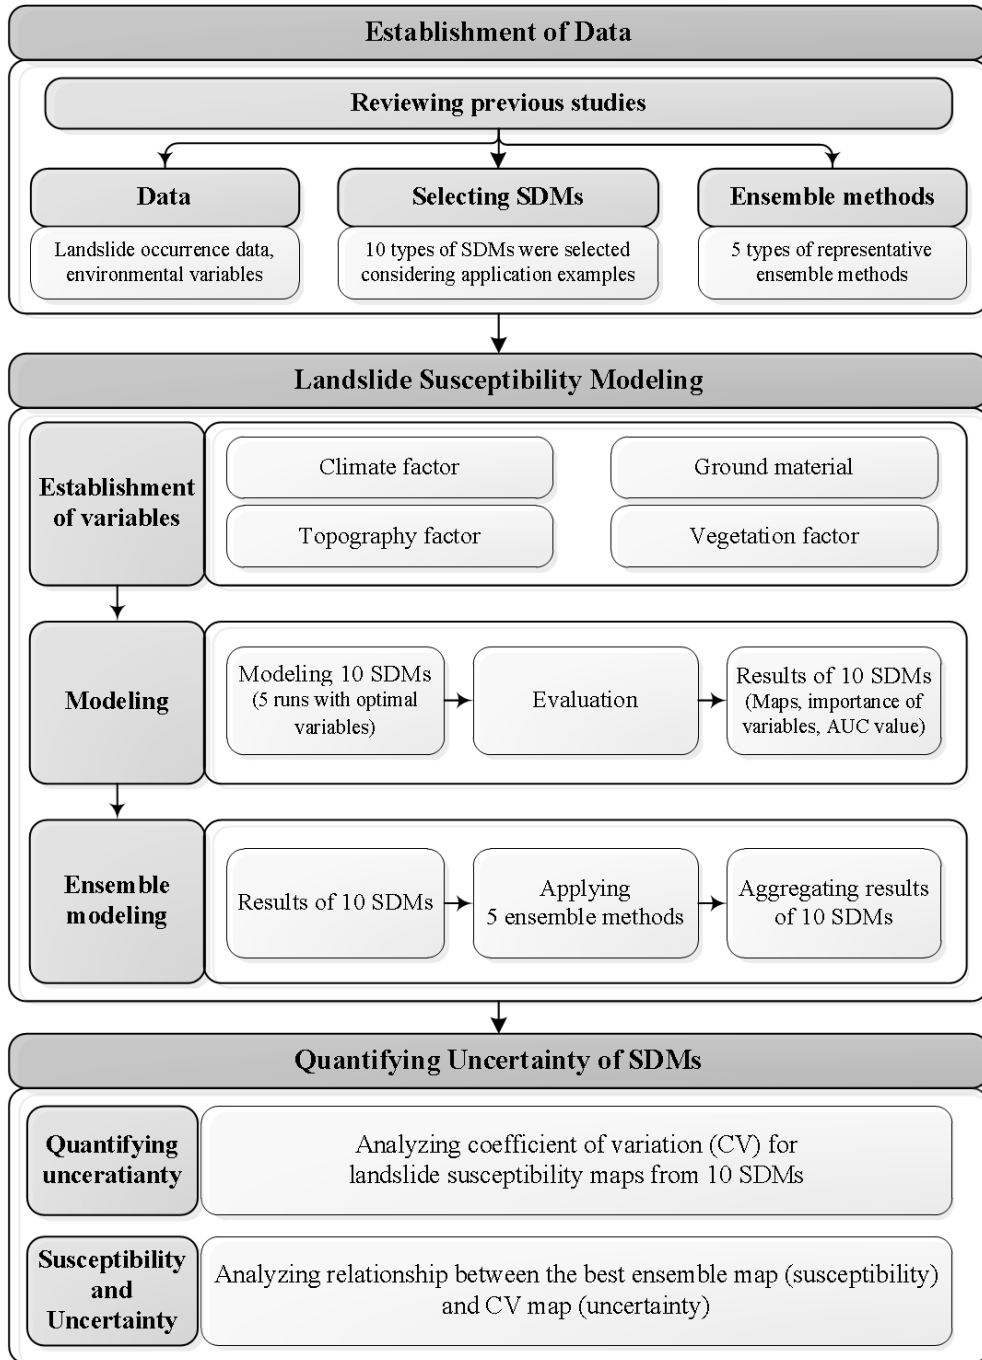 Establishment of Data
Reviewing previous studies
Data
Landslide occurrence data,
environmental variables
Selecting SDMs
10 types of SDMs were selected
considering application examples
Ensemble methods
5 types of representative
ensemble methods
Landslide Susceptibility Modeling
Establishment
of variables
Climate factor
Ground material
Topography factor
Vegetation factor
Modeling
Modeling 10 SDMs
(5 runs with optimal
variables)
Evaluation
Results of 10 SDMs
(Maps, importance of
variables, AUC value)
Ensemble
modeling
Results of 10 SDMs
Applying
5 ensemble methods
Aggregating results
of 10 SDMs
Quantifying Uncertainty of SDMs
Quantifying
unceratianty
Analyzing coefficient of variation (CV) for
landslide susceptibility maps from 10 SDMs
Susceptibility
and
Uncertainty
Analyzing relationship between the best ensemble map (susceptibility)
and CV map (uncertainty)